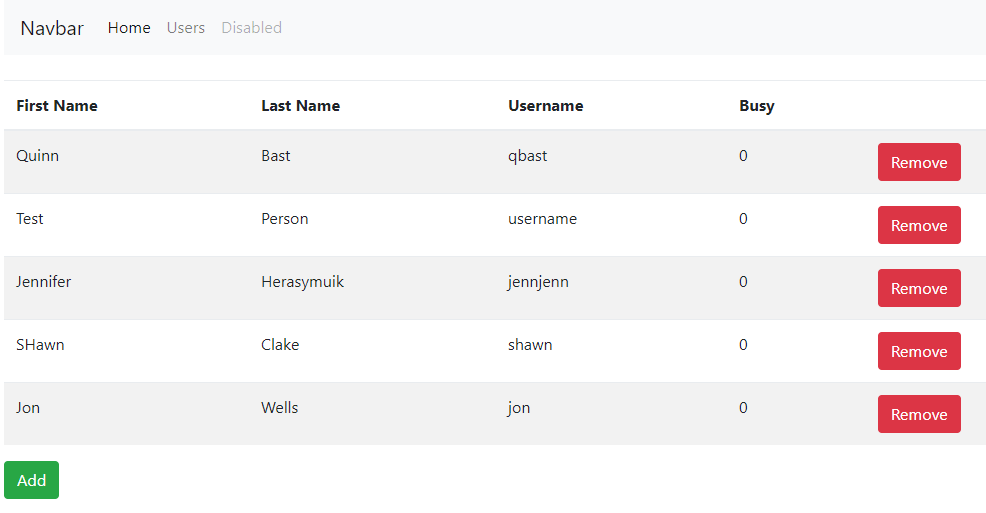 Navbar Home Users Disabled
First Name Last Name Username Busy
Quinn Bast qbast 0 Remove
Test Person username 0 Remove
Jennifer Herasymuik jennjenn 0 Remove
SHawn Clake shawn 0 Remove
Jon Wells jon 0 Remove
Add